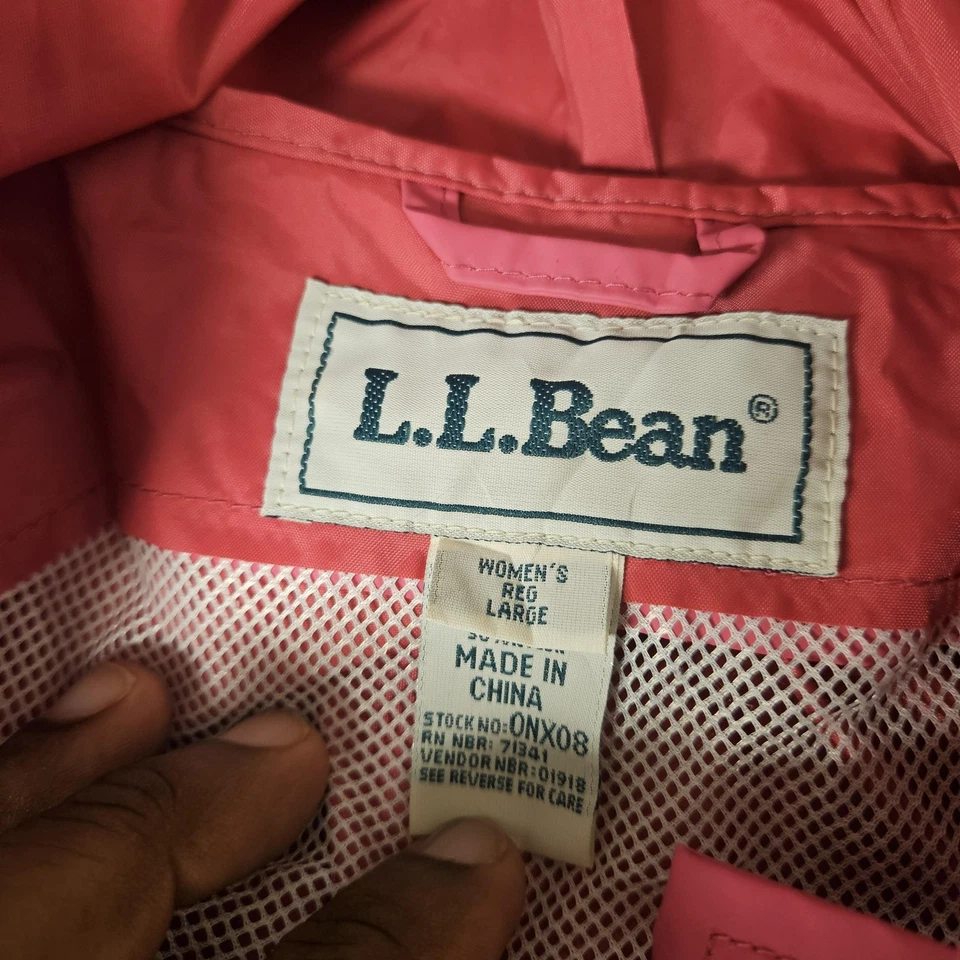 L.L.Bean®
WOMEN'S
REG
LARGE
MADE IN
CHINA
STOCK NO: 0NX08
RN NBR: 71341
VENDOR NBR: 01918
SEE REVERSE FOR CARE